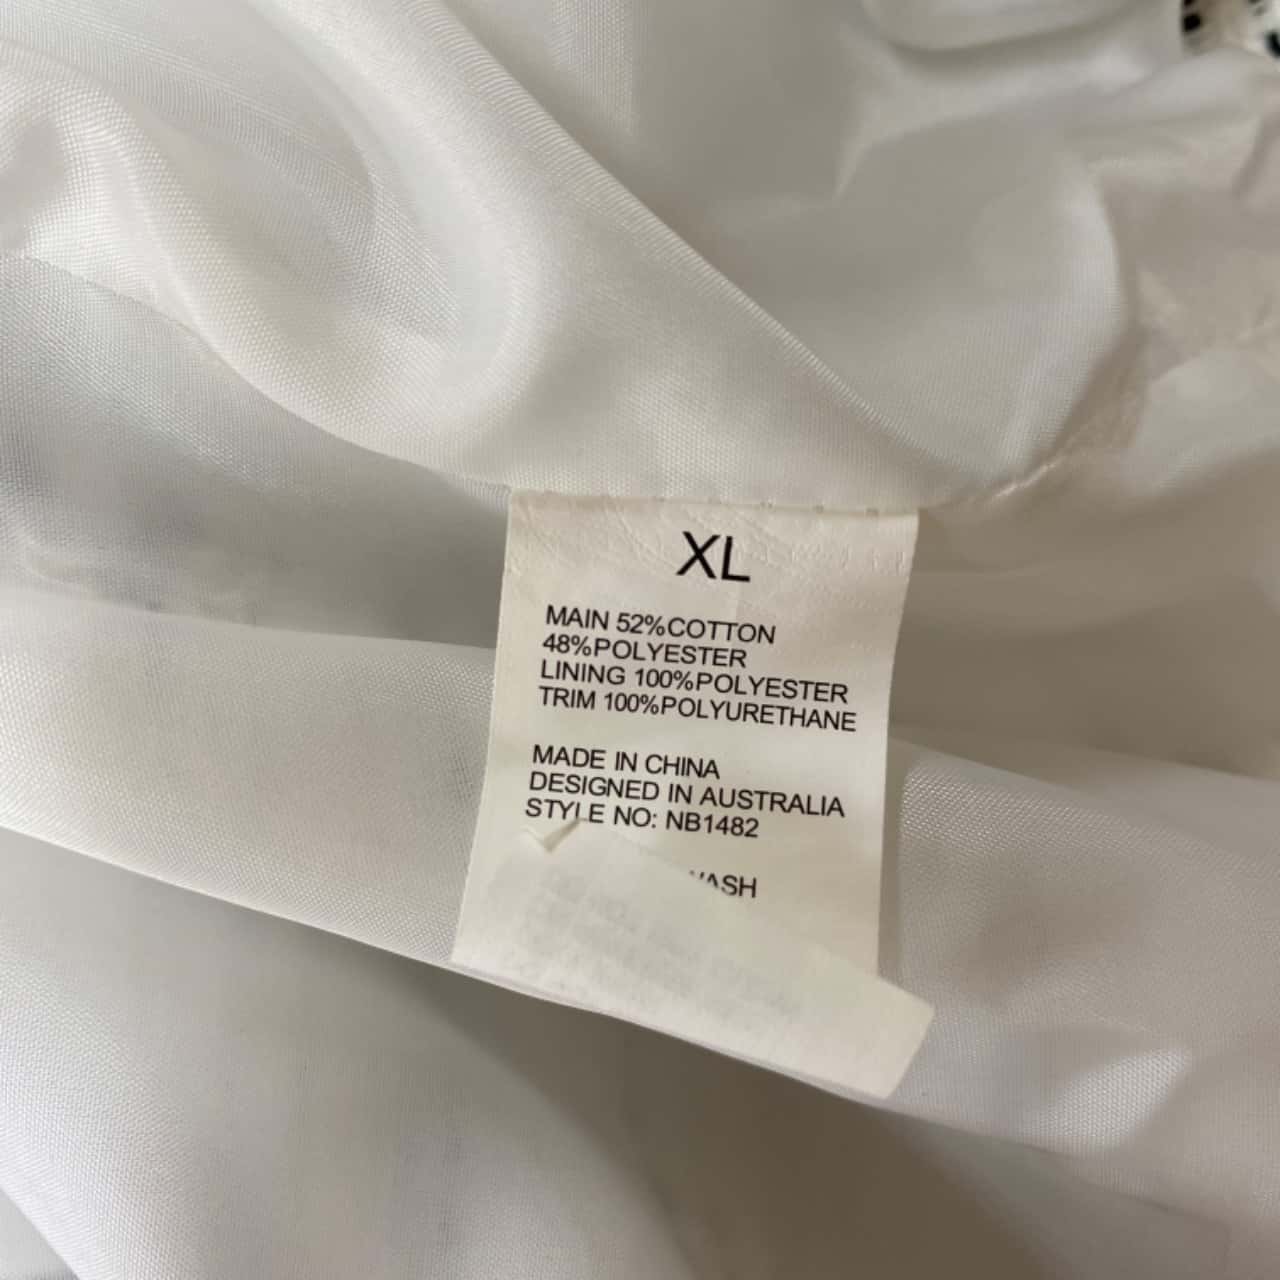 XL
MAIN 52%COTTON
48%POLYESTER
LINING 100%POLYESTER
TRIM 100%POLYURETHANE
MADE IN CHINA
DESIGNED IN AUSTRALIA
STYLE NO: NB1482